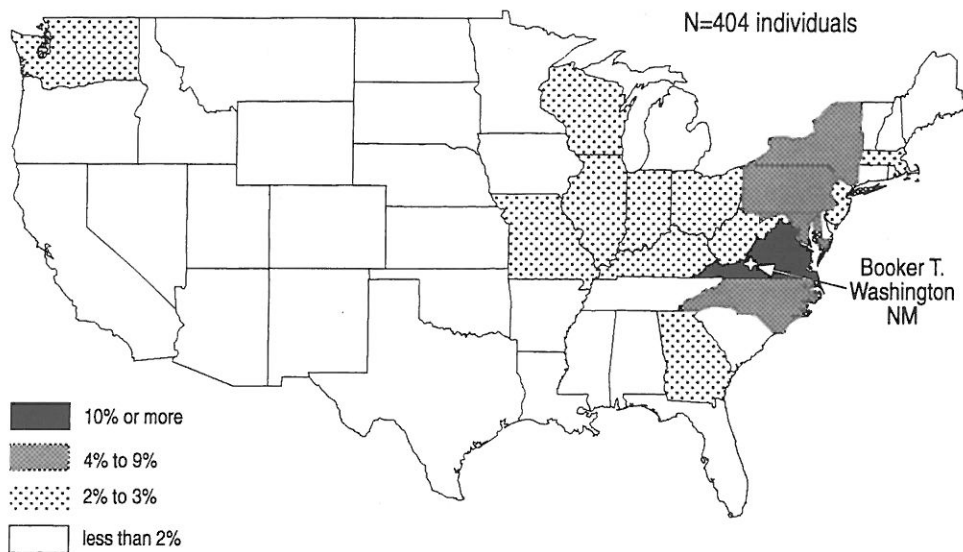 N=404 individuals
Booker T.
Washington
NM
10% or more
4% to 9%
2% to 3%
less than 2%